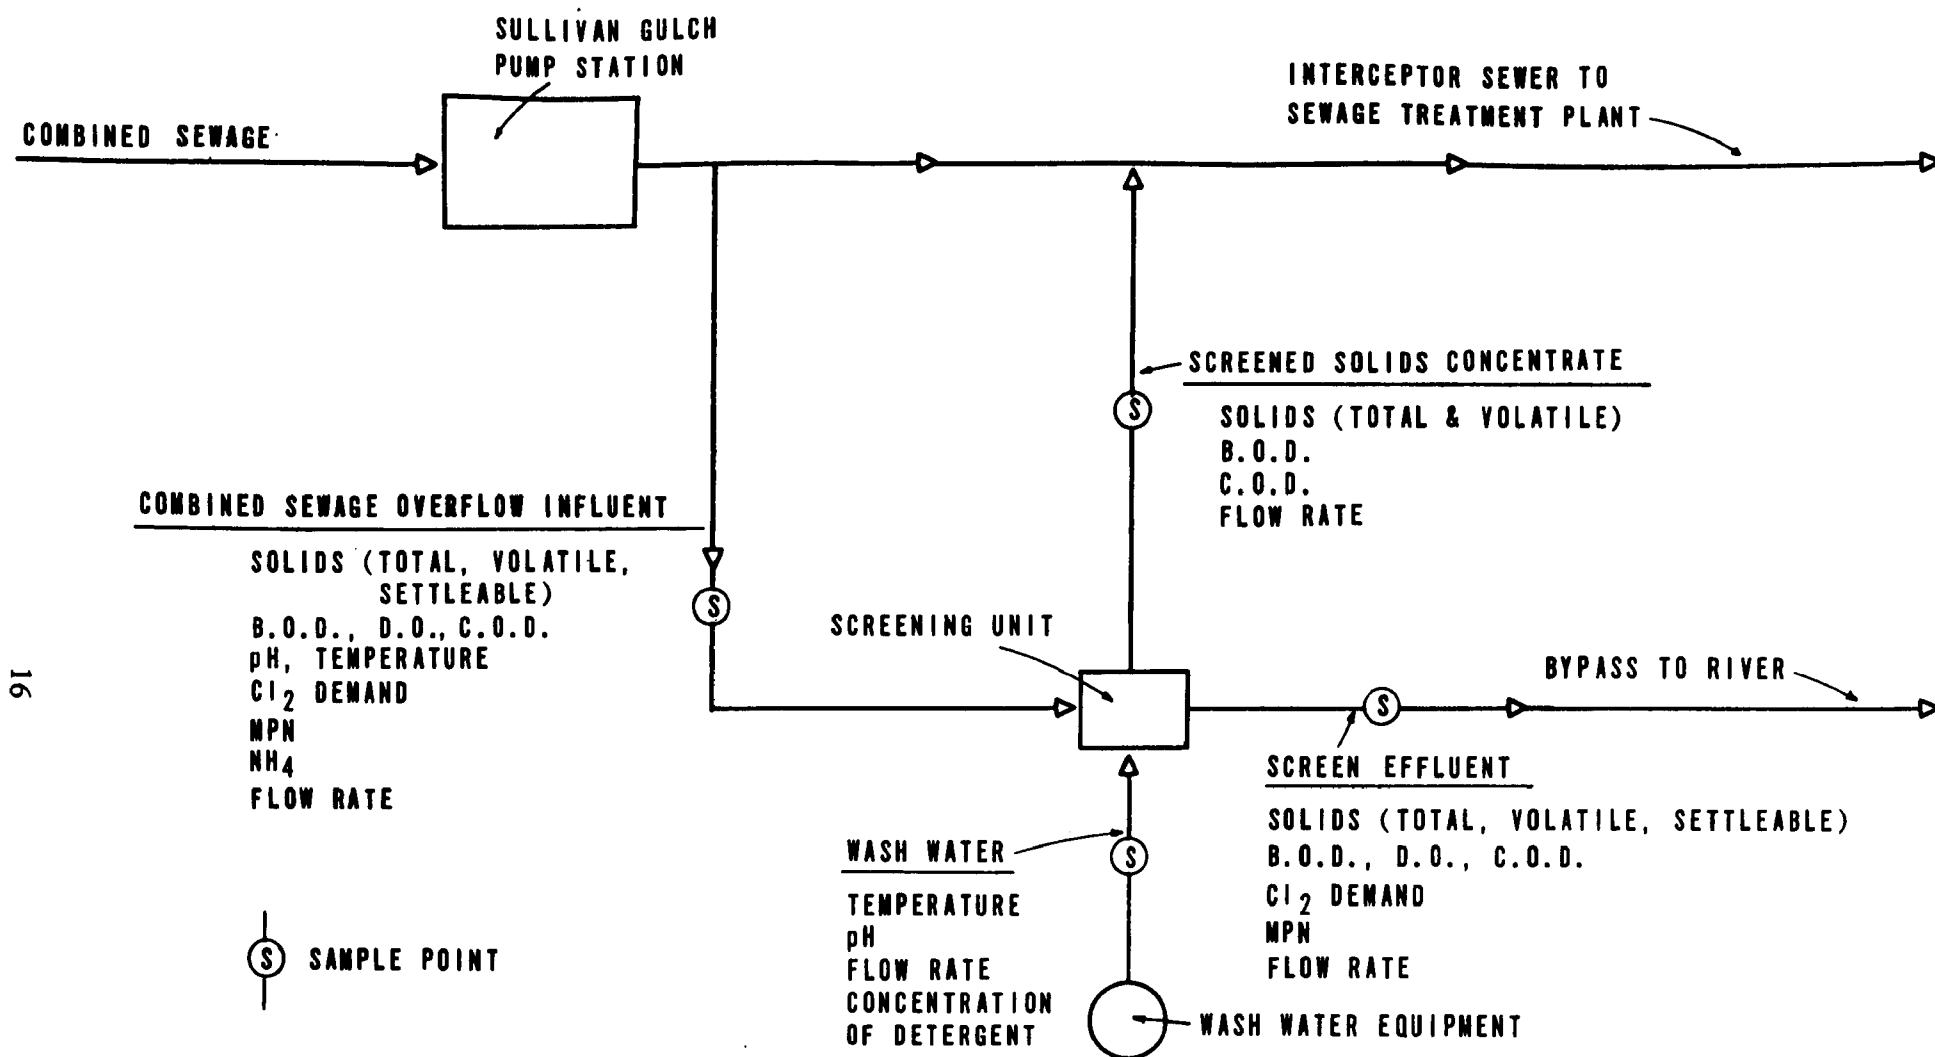 SULLIVAN GULCH
PUMP STATION
INTERCEPTOR SEWER TO
SEWAGE TREATMENT PLANT
COMBINED SEWAGE
SCREENED SOLIDS CONCENTRATE
SOLIDS (TOTAL & VOLATILE)
B.O.D.
C.O.D.
FLOW RATE
S
COMBINED SEWAGE OVERFLOW INFLUENT
SOLIDS (TOTAL, VOLATILE,
SETTLEABLE)
B.O.D., D.O., C.O.D.
pH, TEMPERATURE
Cl2 DEMAND
MPN
NH4
FLOW RATE
S
SCREENING UNIT
BYPASS TO RIVER
S
SCREEN EFFLUENT
SOLIDS (TOTAL, VOLATILE, SETTLEABLE)
B.O.D., D.O., C.O.D.
Cl2 DEMAND
MPN
FLOW RATE
WASH WATER
S
TEMPERATURE
pH
FLOW RATE
CONCENTRATION
OF DETERGENT
WASH WATER EQUIPMENT
S SAMPLE POINT
16